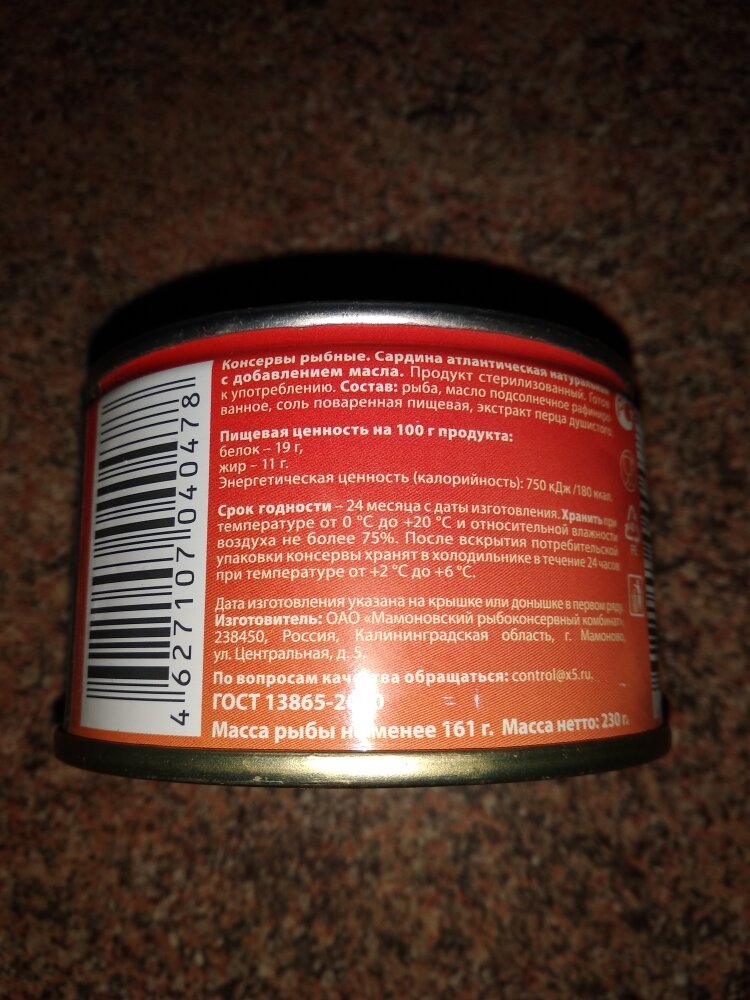 Консервы рыбные. Сардина атлантическая натуральная
с добавлением масла. Продукт стерилизованный. Готов
к употреблению. Состав: рыба, масло подсолнечное рафиниро-
ванное, соль поваренная пищевая, экстракт перца душистого.
Пищевая ценность на 100 г продукта:
белок – 19 г,
жир – 11 г.
Энергетическая ценность (калорийность): 750 кДж /180 ккал.
Срок годности – 24 месяца с даты изготовления. Хранить при
температуре от 0 °С до +20 °С и относительной влажности
воздуха не более 75%. После вскрытия потребительской
упаковки консервы хранят в холодильнике в течение 24 часов
при температуре от +2 °С до +6 °С.
Дата изготовления указана на крышке или донышке в первом ряду.
Изготовитель: ОАО «Мамоновский рыбоконсервный комбинат»,
238450, Россия, Калининградская область, г. Мамоново,
ул. Центральная, д. 5.
По вопросам качества обращаться: control@x5.ru.
ГОСТ 13865-2000
Масса рыбы не менее 161 г. Масса нетто: 230 г.
4 627107 040478